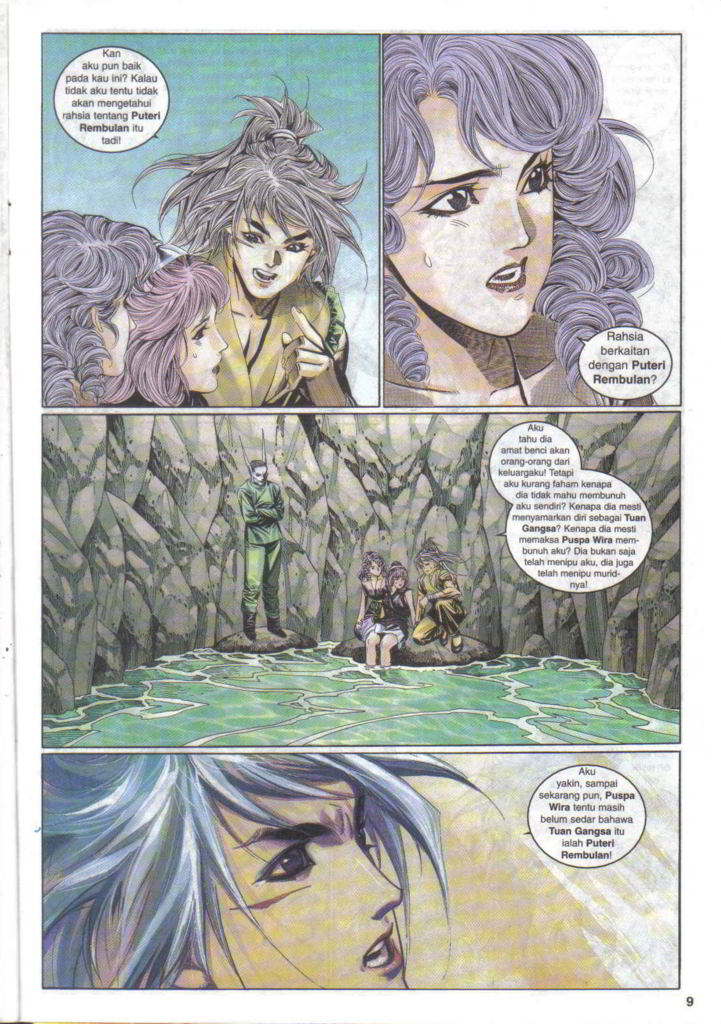 Kan
aku pun baik
pada kau ini? Kalau
tidak aku tentu tidak
akan mengetahui
rahsia tentang Puteri
Rembulan itu
tadi!
Rahsia
berkaitan
dengan Puteri
Rembulan?
Aku
tahu dia
amat benci akan
orang-orang dari
keluargaku! Tetapi
aku kurang faham kenapa
dia tidak mahu membunuh
aku sendiri? Kenapa dia mesti
menyamarkan diri sebagai Tuan
Gangsa? Kenapa dia mesti
memaksa Puspa Wira mem-
bunuh aku? Dia bukan saja
telah menipu aku, dia juga
telah menipu murid-
nya!
Aku
yakin, sampai
sekarang pun, Puspa
Wira tentu masih
belum sedar bahawa
Tuan Gangsa itu
ialah Puteri
Rembulan!
9